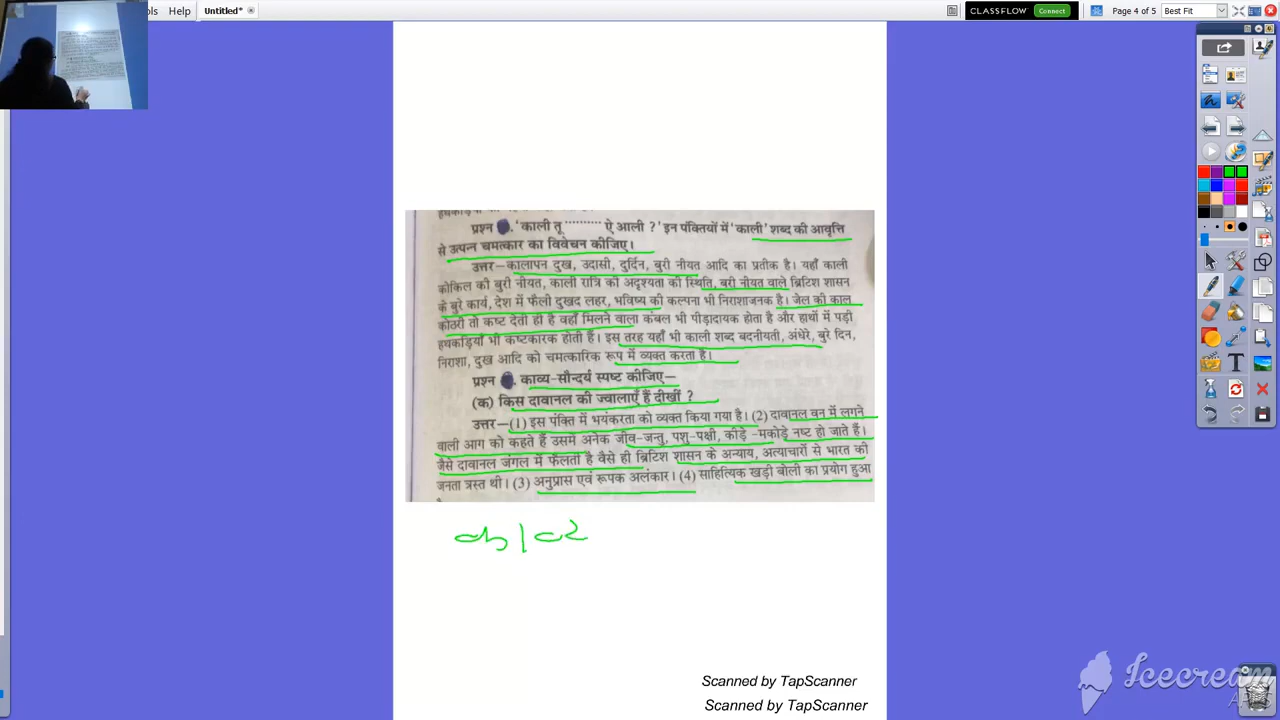 ols Help Untitled*
CLASSFLOW Connect
Page 4 of 5 Best Fit
प्रश्न . 'काली तू ·········· ऐ आली ?' इन पंक्तियों में 'काली' शब्द की आवृत्ति
से उत्पन्न चमत्कार का विवेचन कीजिए।
उत्तर–कालापन दुख, उदासी, दुर्दिन, बुरी नीयत आदि का प्रतीक है। यहाँ काली
कोकिल की बुरी नीयत, काली रात्रि की अदृश्यता की स्थिति, बुरी नीयत वाले ब्रिटिश शासन
के बुरे कार्य, देश में फैली दुखद लहर, भविष्य की कल्पना भी निराशाजनक है। जेल की काल
कोठरी तो कष्ट देती ही है वहाँ मिलने वाला कंबल भी पीड़ादायक होता है और हाथों में पड़ी
हथकड़ियाँ भी कष्टकारक होती हैं। इस तरह यहाँ भी काली शब्द बदनीयती, अंधेरे, बुरे दिन,
निराशा, दुख आदि को चमत्कारिक रूप में व्यक्त करता है।
प्रश्न . काव्य-सौन्दर्य स्पष्ट कीजिए–
(क) किस दावानल की ज्वालाएँ हैं दीखीं ?
उत्तर–(1) इस पंक्ति में भयंकरता को व्यक्त किया गया है। (2) दावानल वन में लगने
वाली आग को कहते हैं उसमें अनेक जीव-जन्तु, पशु-पक्षी, कीड़े -मकोड़े नष्ट हो जाते हैं।
जैसे दावानल जंगल में फैलता है वैसे ही ब्रिटिश शासन के अन्याय, अत्याचारों से भारत की
जनता त्रस्त थी। (3) अनुप्रास एवं रूपक अलंकार। (4) साहित्यिक खड़ी बोली का प्रयोग हुआ
Scanned by TapScanner
Scanned by TapScanner
Icecream
APPS